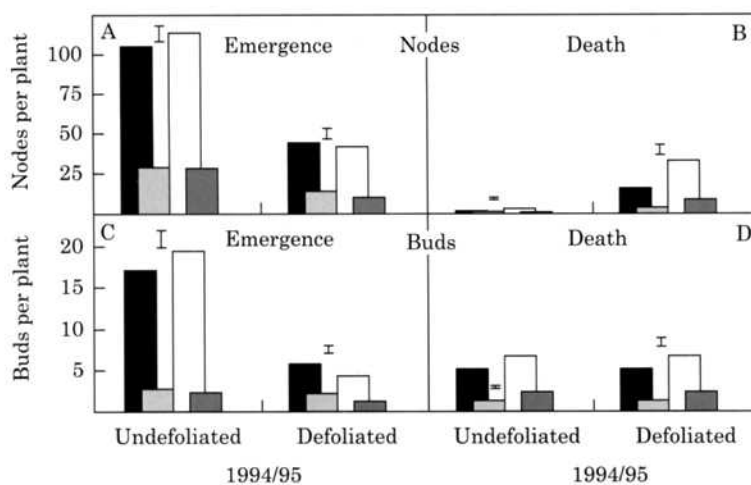 A Emergence Nodes Death B
Nodes per plant
100
75
50
25
C Emergence Buds Death D
Buds per plant
20
15
10
5
Undefoliated Defoliated Undefoliated Defoliated
1994/95 1994/95